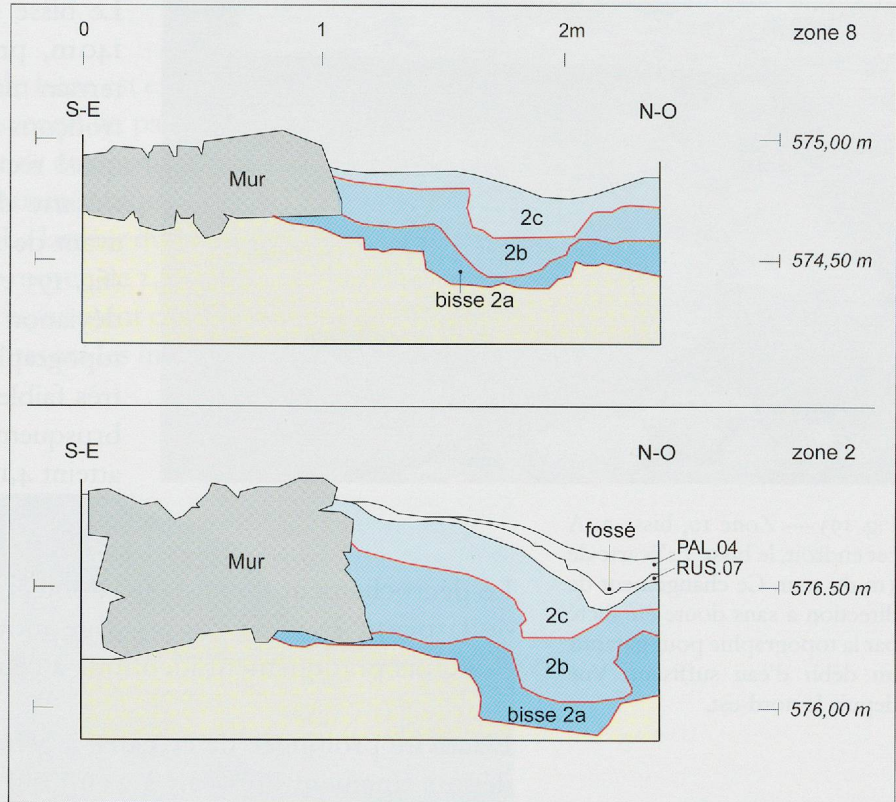 0 1 2m zone 8
S-E N-O
575,00 m
Mur
2c
2b
574,50 m
bisse 2a
S-E N-O zone 2
fossé
PAL.04
Mur
RUS.07
576.50 m
2c
2b
bisse 2a
576,00 m